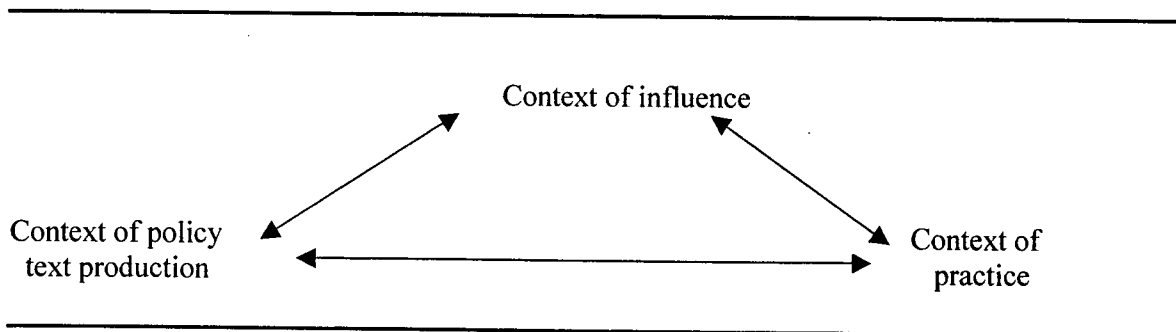 Context of influence
Context of policy
text production
Context of
practice